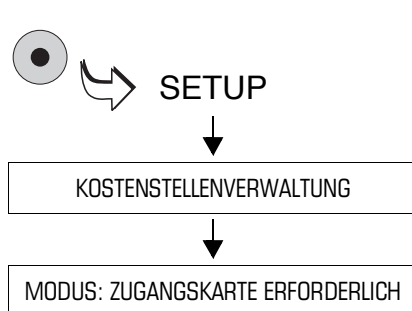 SETUP
KOSTENSTELLENVERWALTUNG
MODUS: ZUGANGSKARTE ERFORDERLICH